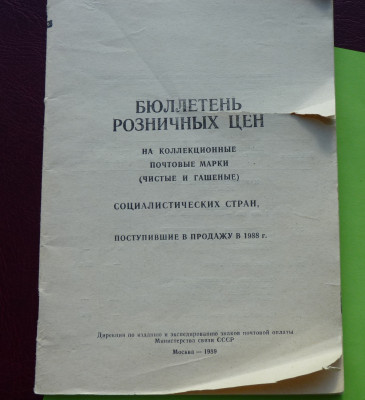 БЮЛЛЕТЕНЬ
РОЗНИЧНЫХ ЦЕН
НА КОЛЛЕКЦИОННЫЕ
ПОЧТОВЫЕ МАРКИ
(ЧИСТЫЕ И ГАШЕНЫЕ)
СОЦИАЛИСТИЧЕСКИХ СТРАН,
ПОСТУПИВШИЕ В ПРОДАЖУ В 1988 г.
Дирекция по изданию и экспедированию знаков почтовой оплаты
Министерства связи СССР
Москва — 1989